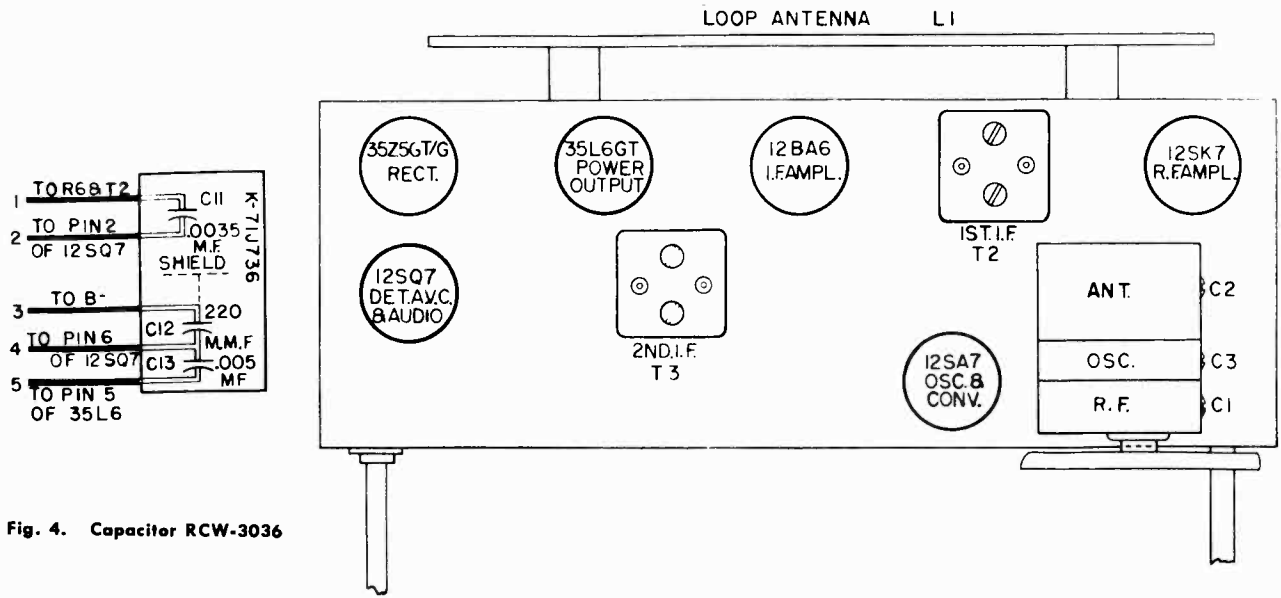 LOOP ANTENNA L1
35Z5GT/G
RECT.
35L6GT
POWER
OUTPUT
12BA6
I.F.AMPL.
1ST. I.F.
T2
12SK7
R.F.AMPL.
12SQ7
DET.A.V.C.
& AUDIO
2ND. I.F.
T3
12SA7
OSC. &
CONV.
ANT.
C2
OSC.
C3
R.F.
C1
1 TO R6 & T2
C11
2 TO PIN 2
OF 12SQ7
.0035
M.F.
SHIELD
K-71J736
3 TO B-
220
C12
M.M.F
4 TO PIN 6
OF 12SQ7
C13
.005
MF
5 TO PIN 5
OF 35L6
Fig. 4. Capacitor RCW-3036